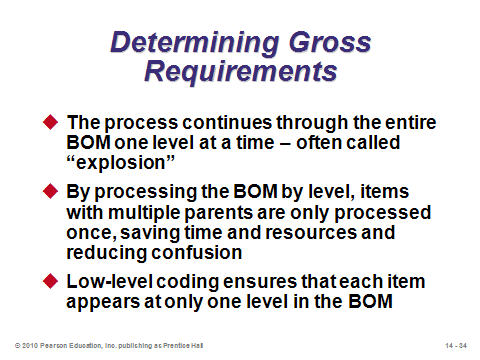 Determining Gross
Requirements
The process continues through the entire
BOM one level at a time – often called
“explosion”
By processing the BOM by level, items
with multiple parents are only processed
once, saving time and resources and
reducing confusion
Low-level coding ensures that each item
appears at only one level in the BOM
© 2010 Pearson Education, Inc. publishing as Prentice Hall
14 - 34